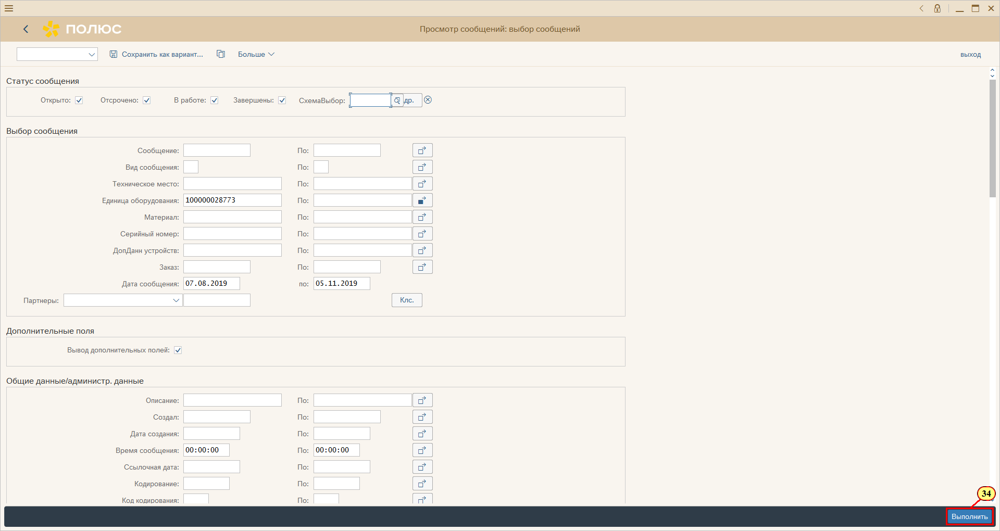 ПОЛЮС
Просмотр сообщений: выбор сообщений
Сохранить как вариант...
Больше
выход
Статус сообщения
Открыто:
Отсрочено:
В работе:
Завершены:
СхемаВыбор:
др.
Выбор сообщения
Сообщение: По:
Вид сообщения: По:
Техническое место: По:
Единица оборудования: 100000028773 По:
Материал: По:
Серийный номер: По:
ДопДанн устройств: По:
Заказ: По:
Дата сообщения: 07.08.2019 по: 05.11.2019
Партнеры: Клс.
Дополнительные поля
Вывод дополнительных полей:
Общие данные/администр. данные
Описание: По:
Создал: По:
Дата создания: По:
Время сообщения: 00:00:00 По: 00:00:00
Ссылочная дата: По:
Кодирование: По:
Код кодирования: По:
34
Выполнить